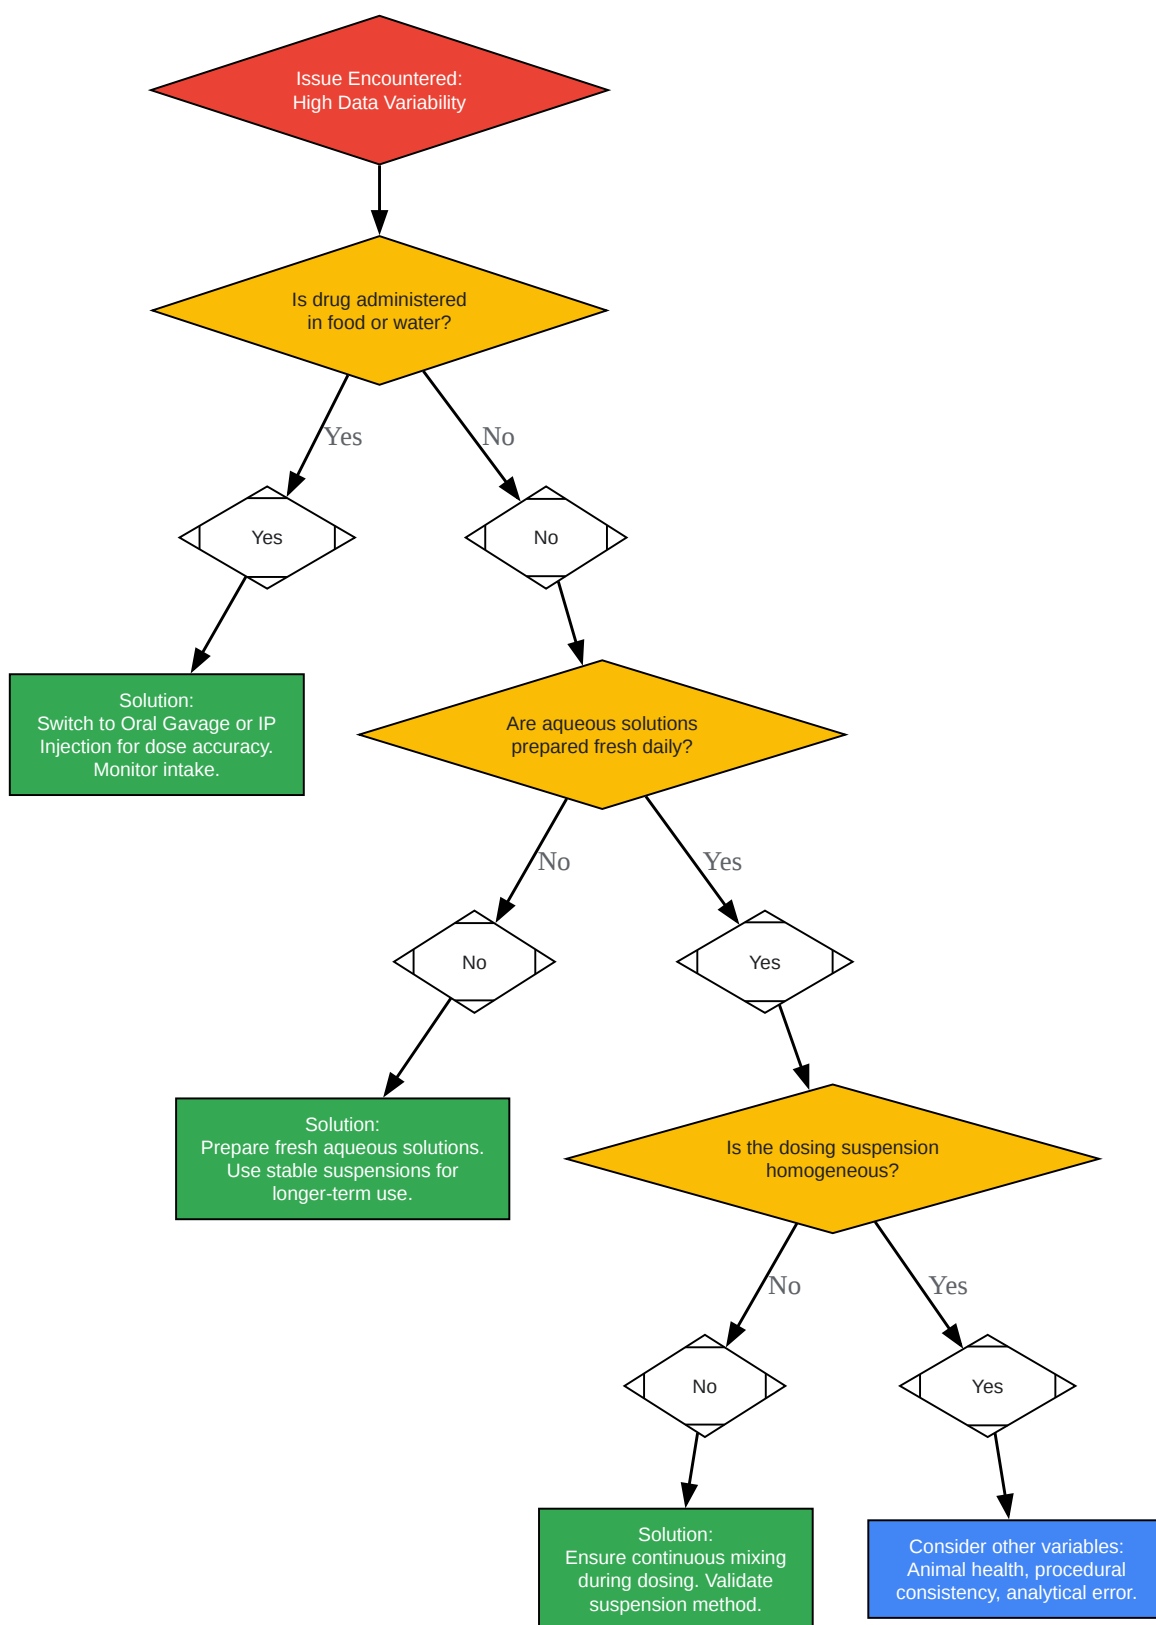 Issue Encountered:
High Data Variability
Is drug administered
in food or water?
Yes
No
Yes
No
Solution:
Switch to Oral Gavage or IP
Injection for dose accuracy.
Monitor intake.
Are aqueous solutions
prepared fresh daily?
No
Yes
No
Yes
Solution:
Prepare fresh aqueous solutions.
Use stable suspensions for
longer-term use.
Is the dosing suspension
homogeneous?
No
Yes
No
Yes
Solution:
Ensure continuous mixing
during dosing. Validate
suspension method.
Consider other variables:
Animal health, procedural
consistency, analytical error.